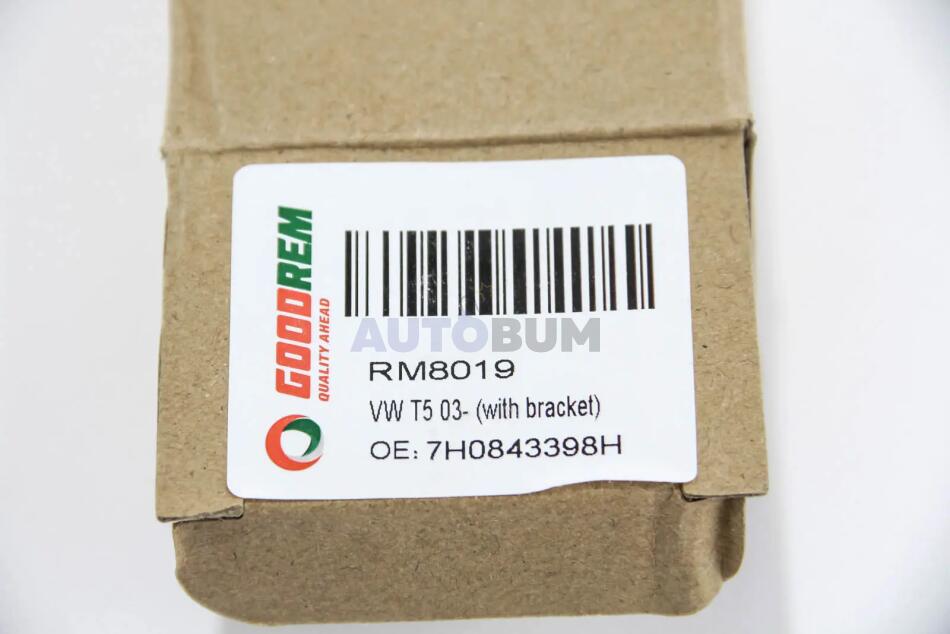 GOODREM
QUALITY AHEAD
AUTOBUM
RM8019
VW T5 03- (with bracket)
OE: 7H0843398H